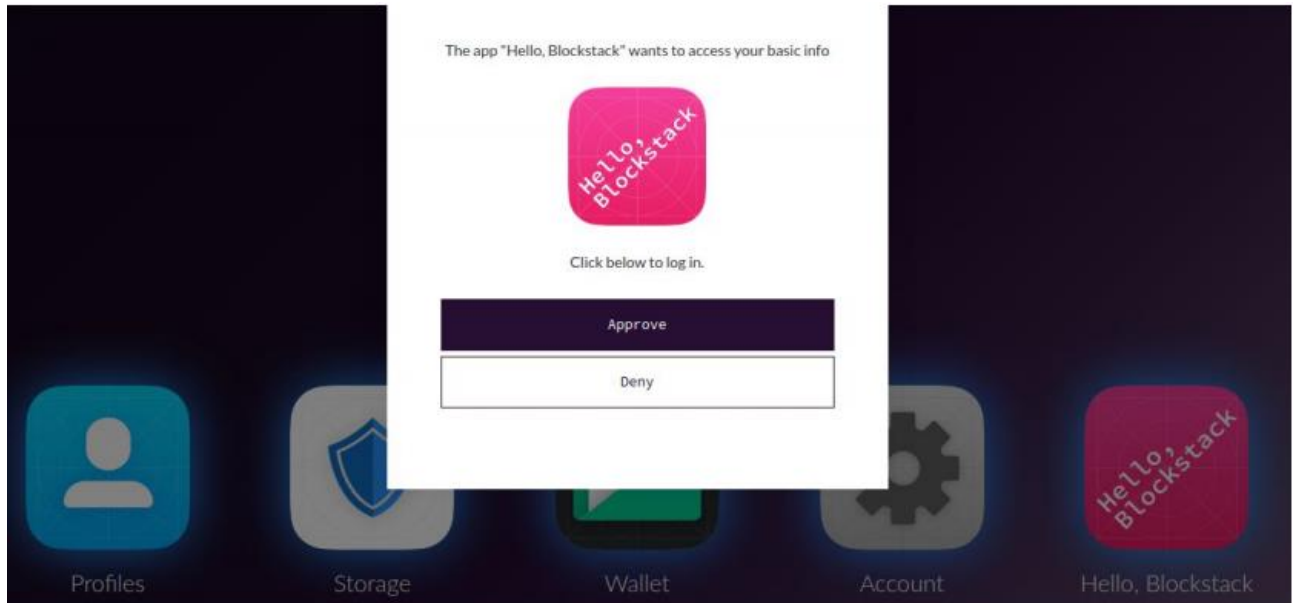 The app "Hello, Blockstack" wants to access your basic info
Hello,
Blockstack
Click below to log in.
Approve
Deny
Hello,
Blockstack
Profiles
Storage
Wallet
Account
Hello, Blockstack